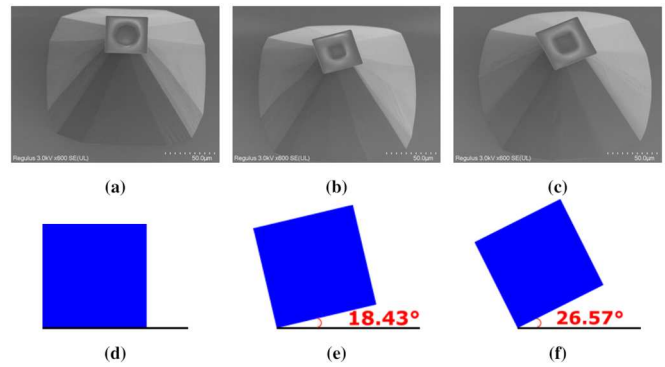 Regulus 3.0kV x600 SE(UL) 50.0μm
Regulus 3.0kV x800 SE(UL) 50.0μm
Regulus 3.0kV x600 SE(UL) 50.0μm
(a) (b) (c)
18.43° 26.57°
(d) (e) (f)